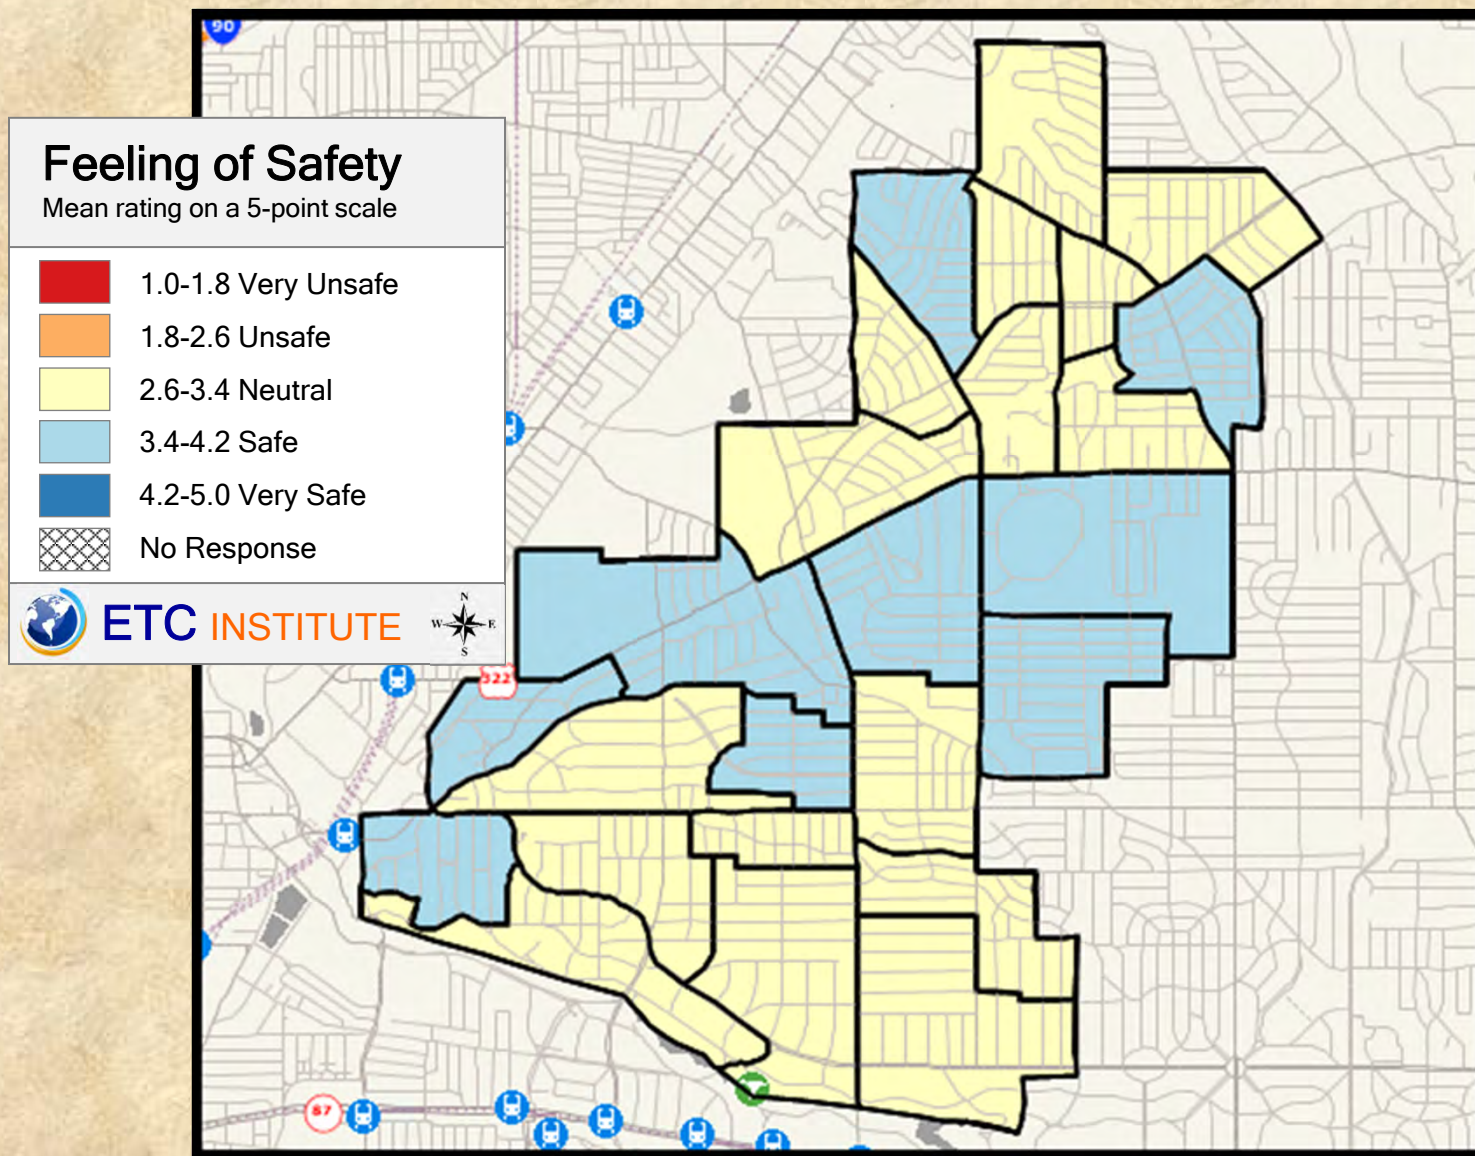 90
Feeling of Safety
Mean rating on a 5-point scale
1.0-1.8 Very Unsafe
1.8-2.6 Unsafe
2.6-3.4 Neutral
3.4-4.2 Safe
4.2-5.0 Very Safe
No Response
ETC INSTITUTE
N
W E
S
322
87